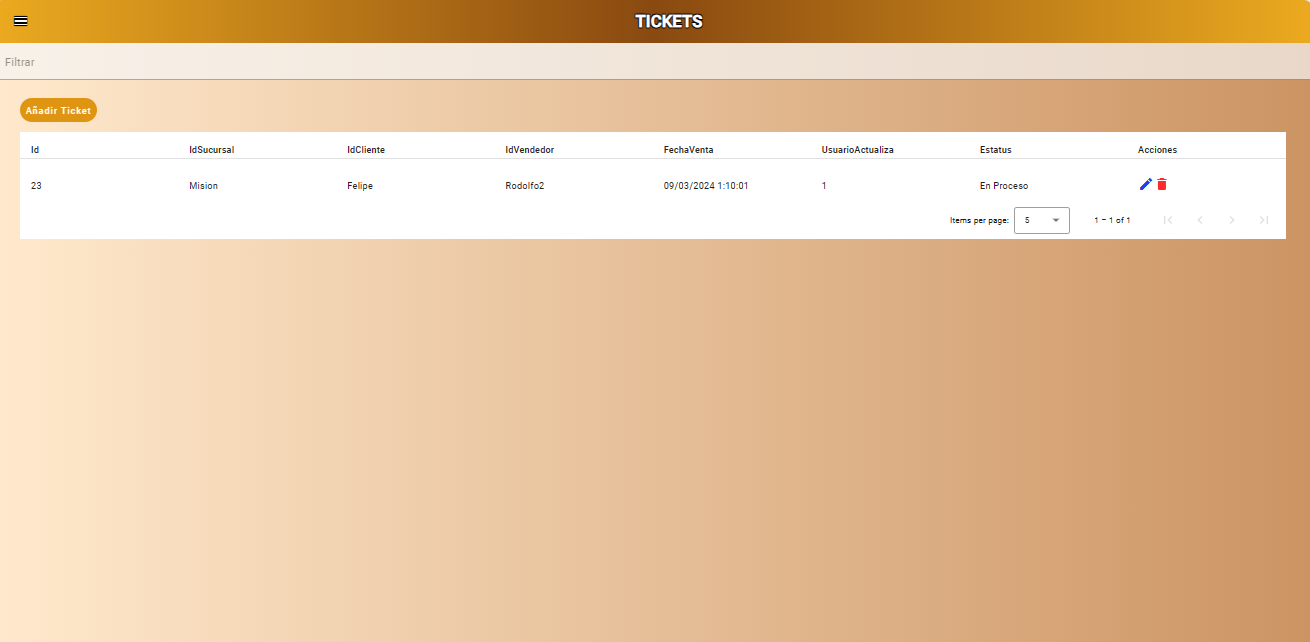 TICKETS
Filtrar
Añadir Ticket
Id IdSucursal IdCliente IdVendedor FechaVenta UsuarioActualiza Estatus Acciones
23 Mision Felipe Rodolfo2 09/03/2024 1:10:01 1 En Proceso
Items per page: 5 1 – 1 of 1